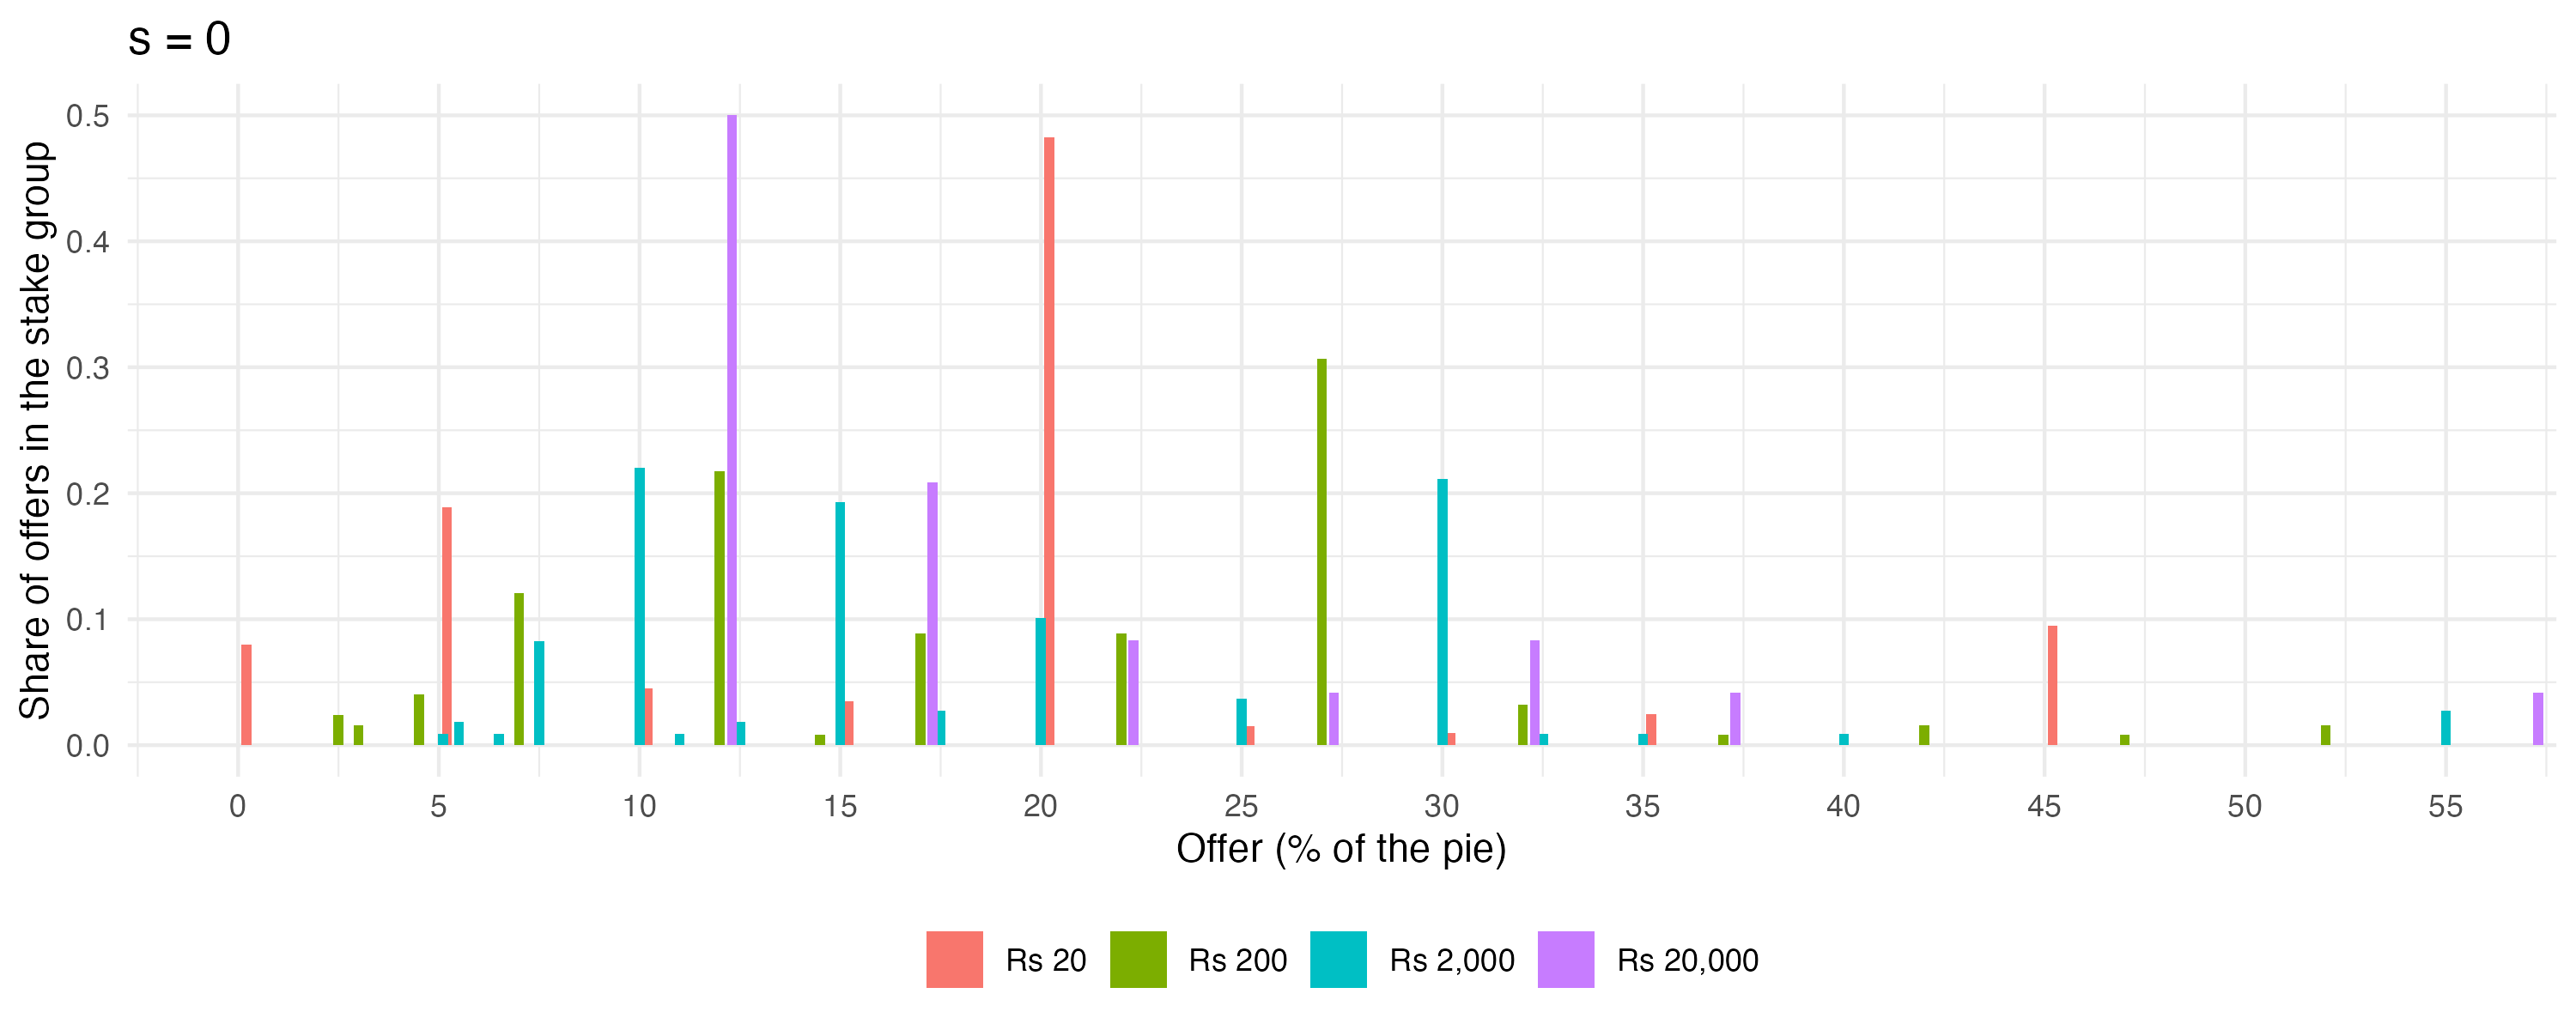 s = 0
Share of offers in the stake group
0.5
0.4
0.3
0.2
0.1
0.0
0 5 10 15 20 25 30 35 40 45 50 55
Offer (% of the pie)
Rs 20 Rs 200 Rs 2,000 Rs 20,000